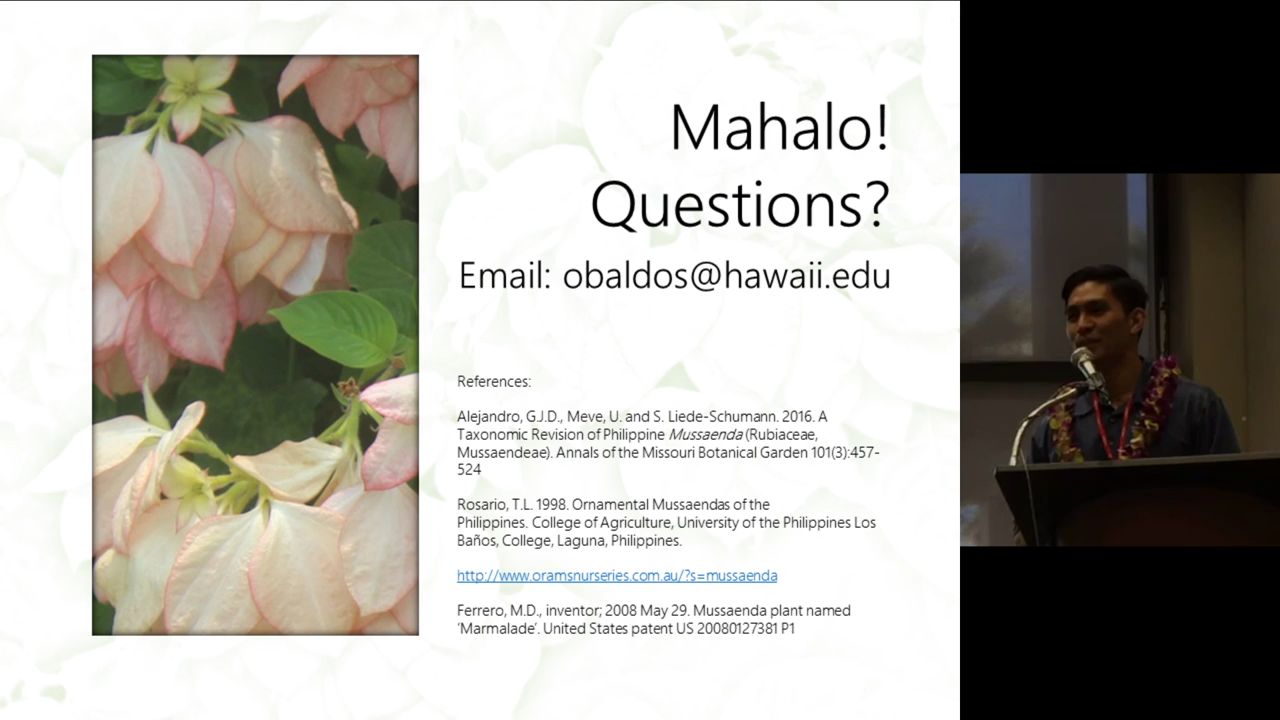 Mahalo!
Questions?
Email: obaldos@hawaii.edu
References:
Alejandro, G.J.D., Meve, U. and S. Liede-Schumann. 2016. A
Taxonomic Revision of Philippine Mussaenda (Rubiaceae,
Mussaendeae). Annals of the Missouri Botanical Garden 101(3):457-
524
Rosario, T.L. 1998. Ornamental Mussaendas of the
Philippines. College of Agriculture, University of the Philippines Los
Baños, College, Laguna, Philippines.
http://www.oramsnurseries.com.au/?s=mussaenda
Ferrero, M.D., inventor; 2008 May 29. Mussaenda plant named
‘Marmalade’. United States patent US 20080127381 P1